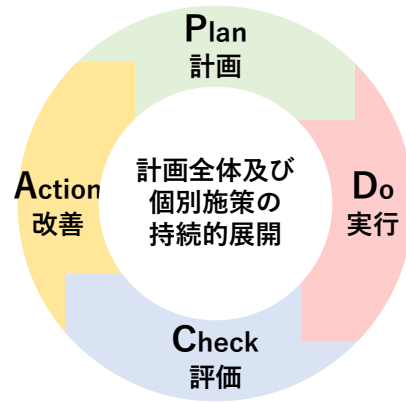 Plan
計画
Action
改善
計画全体及び
個別施策の
持続的展開
Do
実行
Check
評価